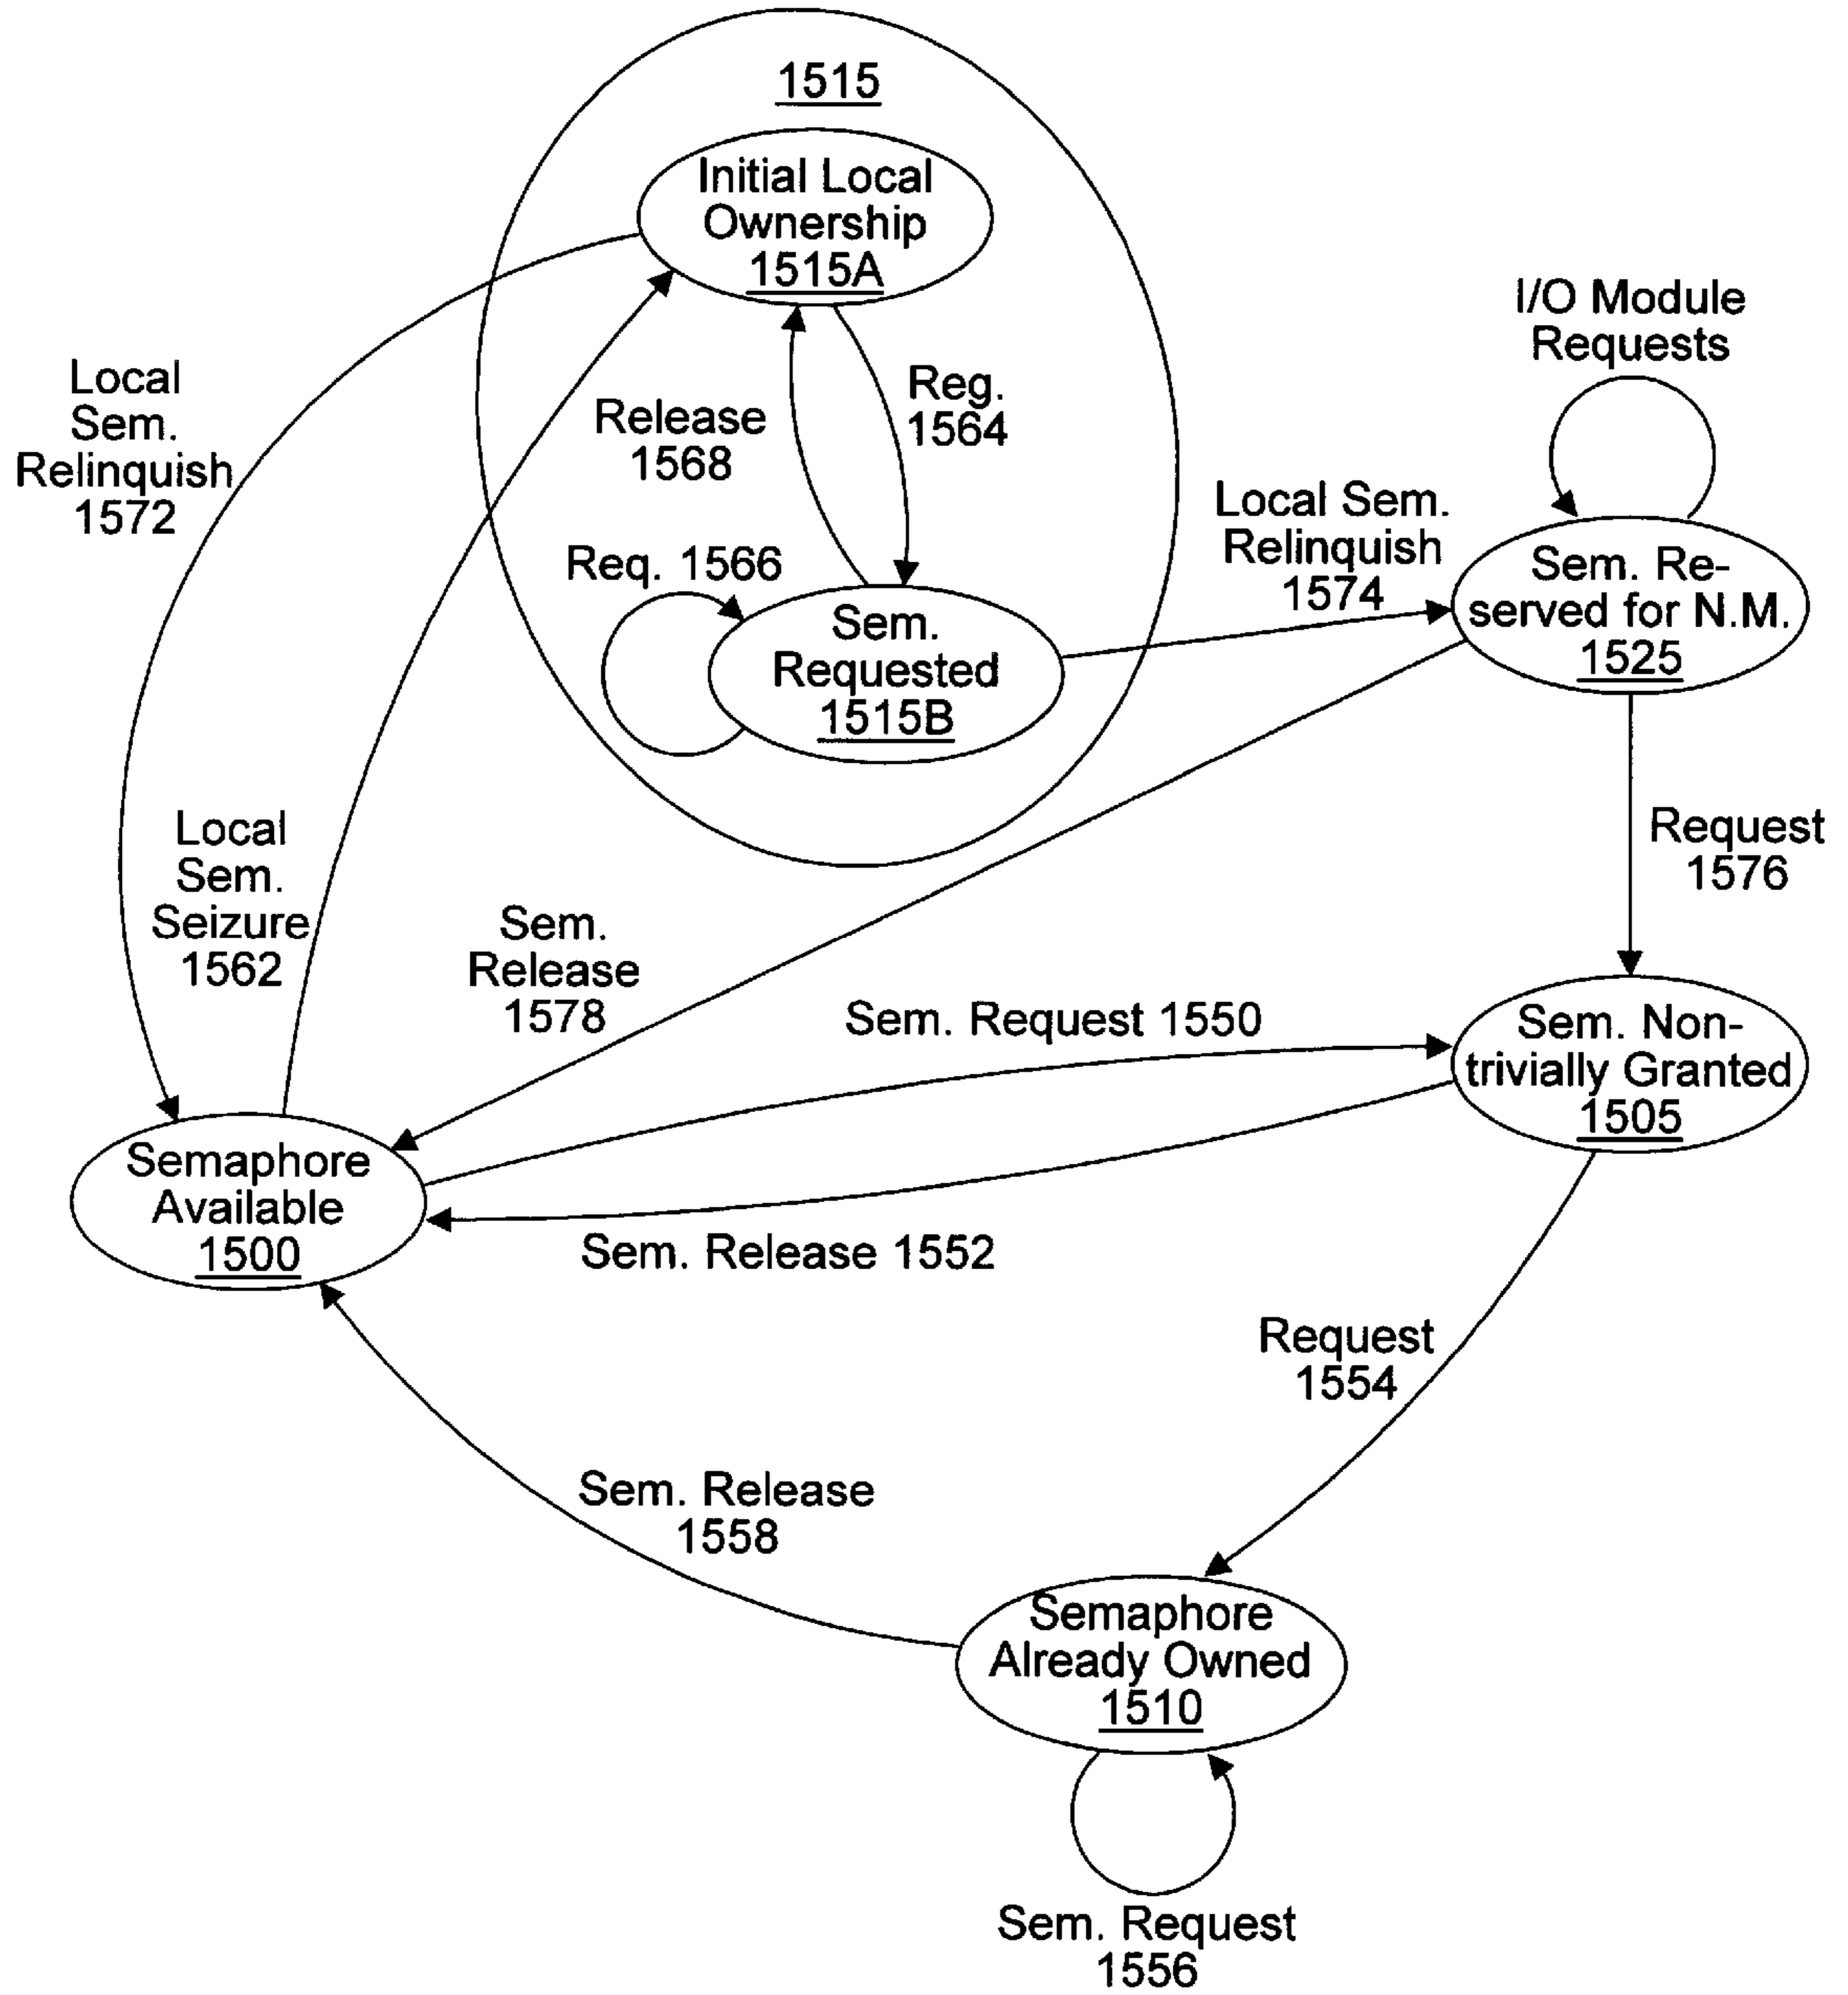 1515
Initial Local
Ownership
1515A
I/O Module
Requests
Local
Sem.
Relinquish
1572
Release
1568
Reg.
1564
Local Sem.
Relinquish
1574
Req. 1566
Sem.
Requested
1515B
Sem. Re-
served for N.M.
1525
Request
1576
Local
Sem.
Seizure
1562
Sem.
Release
1578
Sem. Request 1550
Sem. Non-
trivially Granted
1505
Semaphore
Available
1500
Sem. Release 1552
Request
1554
Sem. Release
1558
Semaphore
Already Owned
1510
Sem. Request
1556